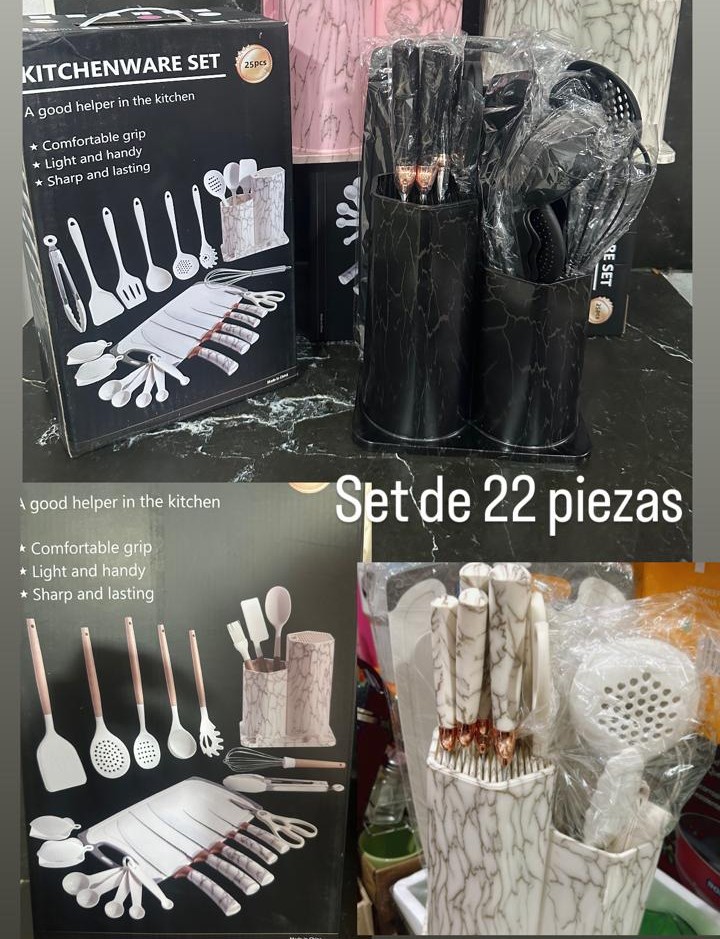 KITCHENWARE SET
25pcs
A good helper in the kitchen
★ Comfortable grip
★ Light and handy
★ Sharp and lasting
Made in China
RE SET
25pcs
Set de 22 piezas
A good helper in the kitchen
★ Comfortable grip
★ Light and handy
★ Sharp and lasting